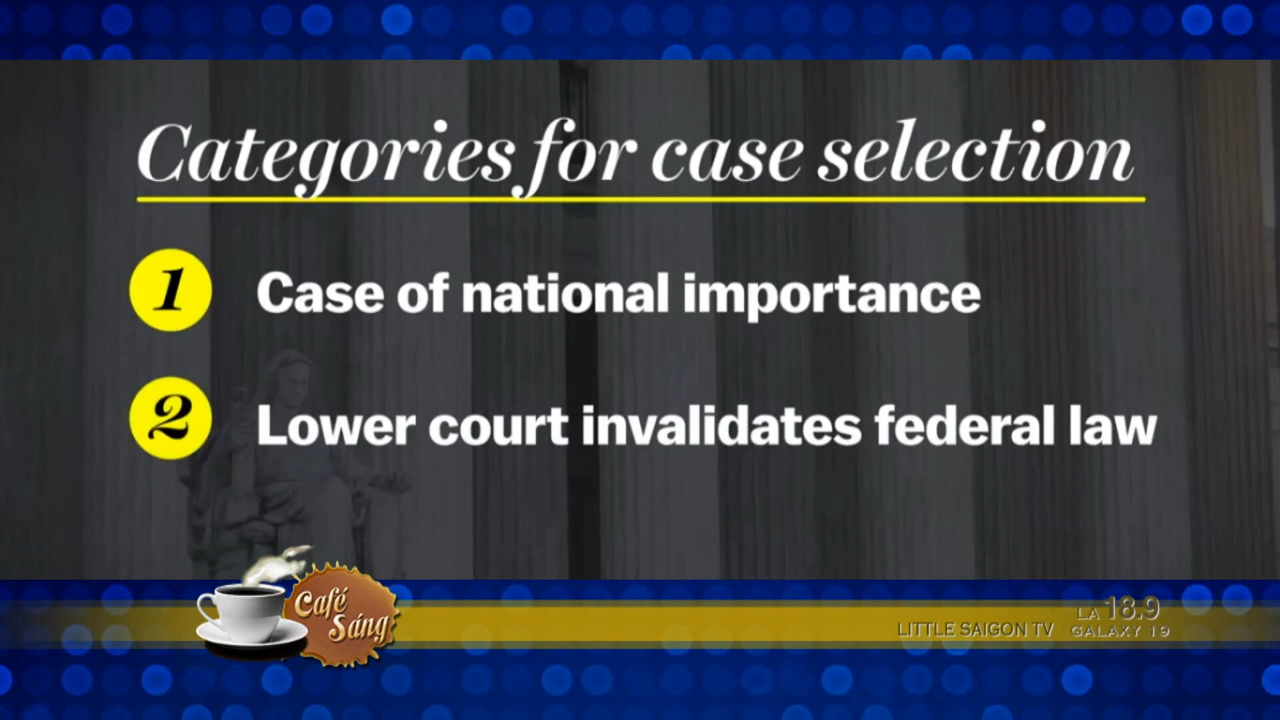 Categories for case selection
1 Case of national importance
2 Lower court invalidates federal law
Café
Sáng
LA 18.9
LITTLE SAIGON TV GALAXY 19